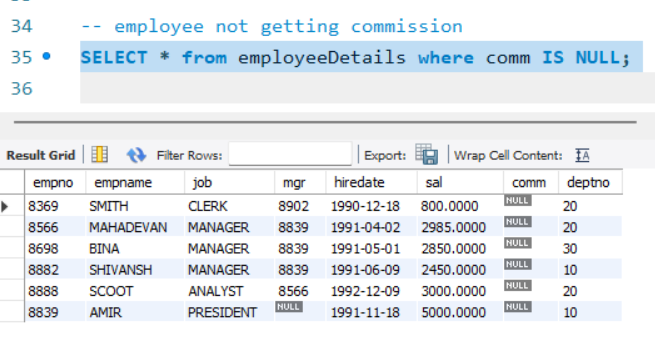 34 -- employee not getting commission
35 SELECT * from employeeDetails where comm IS NULL;
36
Result Grid Filter Rows: Export: Wrap Cell Content: IA
empno empname job mgr hiredate sal comm deptno
8369 SMITH CLERK 8902 1990-12-18 800.0000 NULL 20
8566 MAHADEVAN MANAGER 8839 1991-04-02 2985.0000 NULL 20
8698 BINA MANAGER 8839 1991-05-01 2850.0000 NULL 30
8882 SHIVANSH MANAGER 8839 1991-06-09 2450.0000 NULL 10
8888 SCOOT ANALYST 8566 1992-12-09 3000.0000 NULL 20
8839 AMIR PRESIDENT NULL 1991-11-18 5000.0000 NULL 10